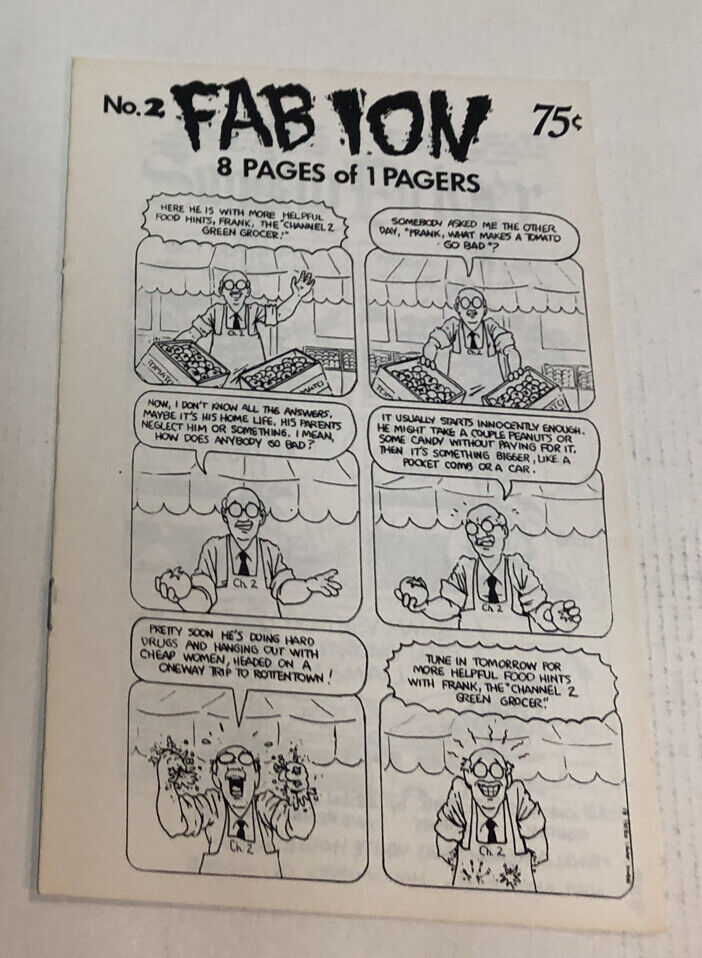 No. 2 FAB ION 75¢
8 PAGES of 1 PAGERS
HERE HE IS WITH MORE HELPFUL
FOOD HINTS, FRANK, THE "CHANNEL 2
GREEN GROCER!"
Ch. 2
TOMATO
SOMEBODY ASKED ME THE OTHER
DAY, "FRANK, WHAT MAKES A TOMATO
GO BAD"?
Ch. 2
NOW, I DON'T KNOW ALL THE ANSWERS.
MAYBE IT'S HIS HOME LIFE. HIS PARENTS
NEGLECT HIM OR SOMETHING. I MEAN,
HOW DOES ANYBODY GO BAD?
Ch. 2
IT USUALLY STARTS INNOCENTLY ENOUGH.
HE MIGHT TAKE A COUPLE PEANUTS OR
SOME CANDY WITHOUT PAYING FOR IT.
THEN IT'S SOMETHING BIGGER, LIKE A
POCKET COMB OR A CAR.
Ch. 2
PRETTY SOON HE'S DOING HARD
DRUGS AND HANGING OUT WITH
CHEAP WOMEN, HEADED ON A
ONEWAY TRIP TO ROTTENTOWN!
Ch. 2
TUNE IN TOMORROW FOR
MORE HELPFUL FOOD HINTS
WITH FRANK, THE "CHANNEL 2
GREEN GROCER."
Ch. 2